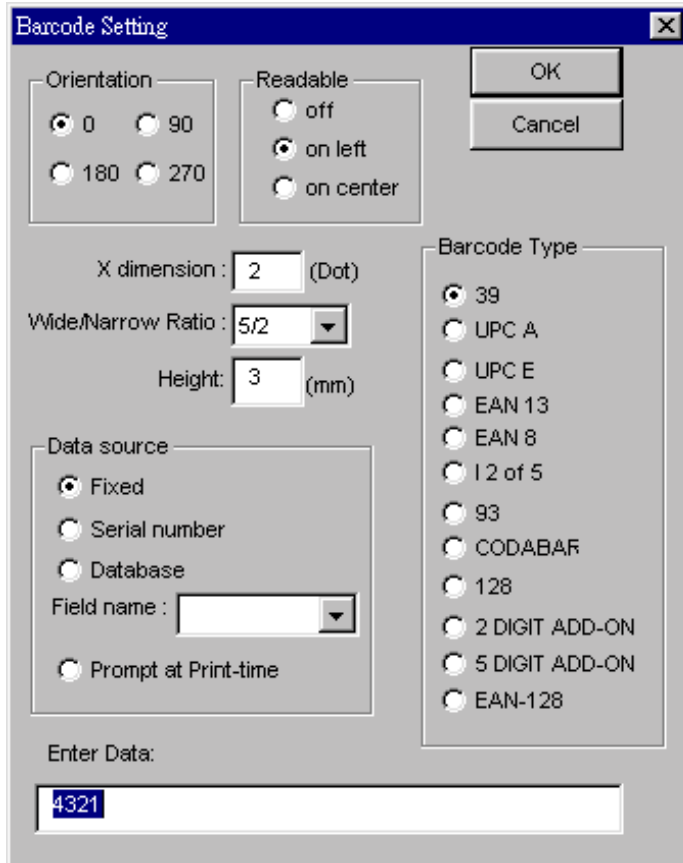 Barcode Setting
Orientation
0 90
180 270
Readable
off
on left
on center
OK
Cancel
X dimension : 2 (Dot)
Wide/Narrow Ratio : 5/2
Height: 3 (mm)
Barcode Type
39
UPC A
UPC E
EAN 13
EAN 8
I 2 of 5
93
CODABAR
128
2 DIGIT ADD-ON
5 DIGIT ADD-ON
EAN-128
Data source
Fixed
Serial number
Database
Field name :
Prompt at Print-time
Enter Data:
4321